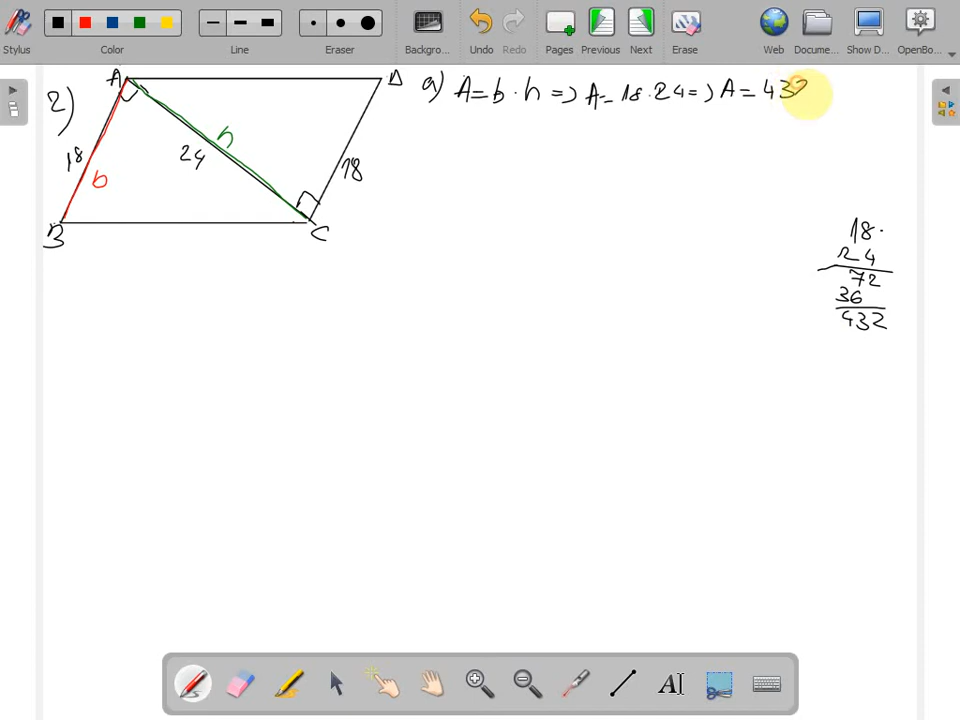 Stylus
Color
Line
Eraser
Backgro...
Undo
Redo
Pages
Previous
Next
Erase
Web
Docume...
Show D...
OpenBo...
2)
A
D
18
b
24
h
18
B
C
a) A=b·h => A=18·24=> A=432
18·
24
72
36
432
A